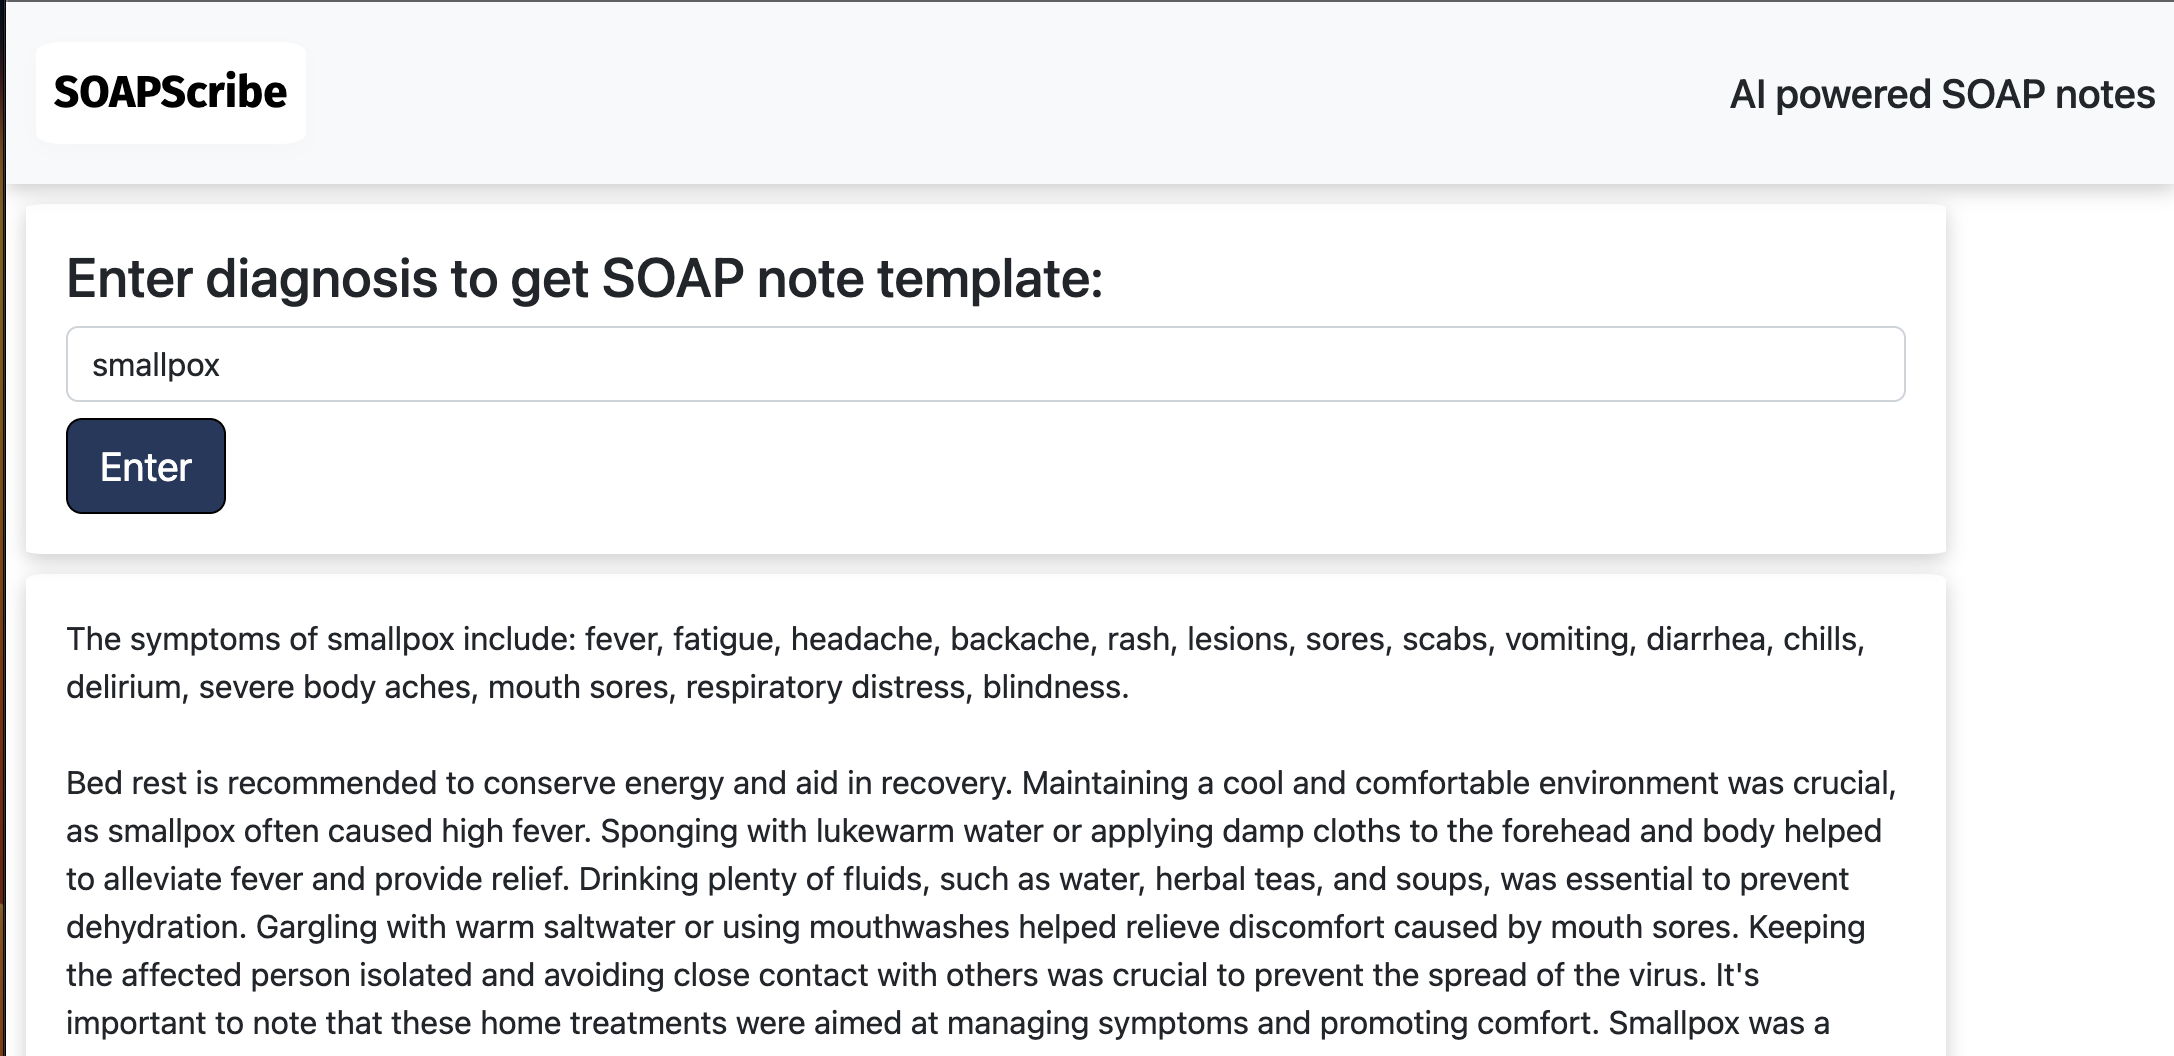 SOAPScribe
AI powered SOAP notes
Enter diagnosis to get SOAP note template:
smallpox
Enter
The symptoms of smallpox include: fever, fatigue, headache, backache, rash, lesions, sores, scabs, vomiting, diarrhea, chills,
delirium, severe body aches, mouth sores, respiratory distress, blindness.
Bed rest is recommended to conserve energy and aid in recovery. Maintaining a cool and comfortable environment was crucial,
as smallpox often caused high fever. Sponging with lukewarm water or applying damp cloths to the forehead and body helped
to alleviate fever and provide relief. Drinking plenty of fluids, such as water, herbal teas, and soups, was essential to prevent
dehydration. Gargling with warm saltwater or using mouthwashes helped relieve discomfort caused by mouth sores. Keeping
the affected person isolated and avoiding close contact with others was crucial to prevent the spread of the virus. It's
important to note that these home treatments were aimed at managing symptoms and promoting comfort. Smallpox was a